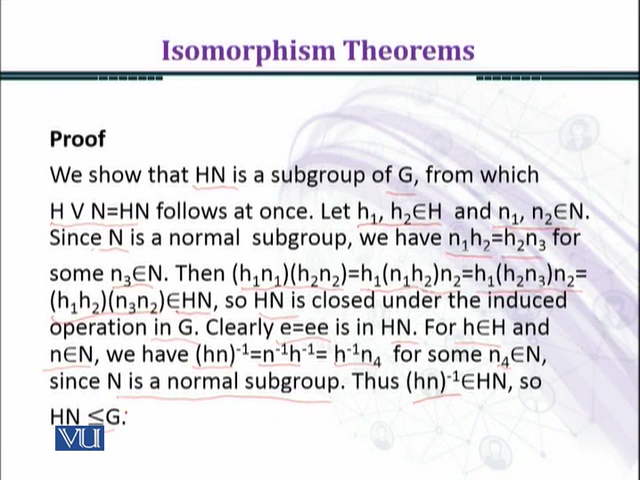 Isomorphism Theorems
Proof
We show that HN is a subgroup of G, from which
H V N=HN follows at once. Let h₁, h₂∈H and n₁, n₂∈N.
Since N is a normal subgroup, we have n₁h₂=h₂n₃ for
some n₃∈N. Then (h₁n₁)(h₂n₂)=h₁(n₁h₂)n₂=h₁(h₂n₃)n₂=
(h₁h₂)(n₃n₂)∈HN, so HN is closed under the induced
operation in G. Clearly e=ee is in HN. For h∈H and
n∈N, we have (hn)⁻¹=n⁻¹h⁻¹= h⁻¹n₄ for some n₄∈N,
since N is a normal subgroup. Thus (hn)⁻¹∈HN, so
HN ≤G.
VU